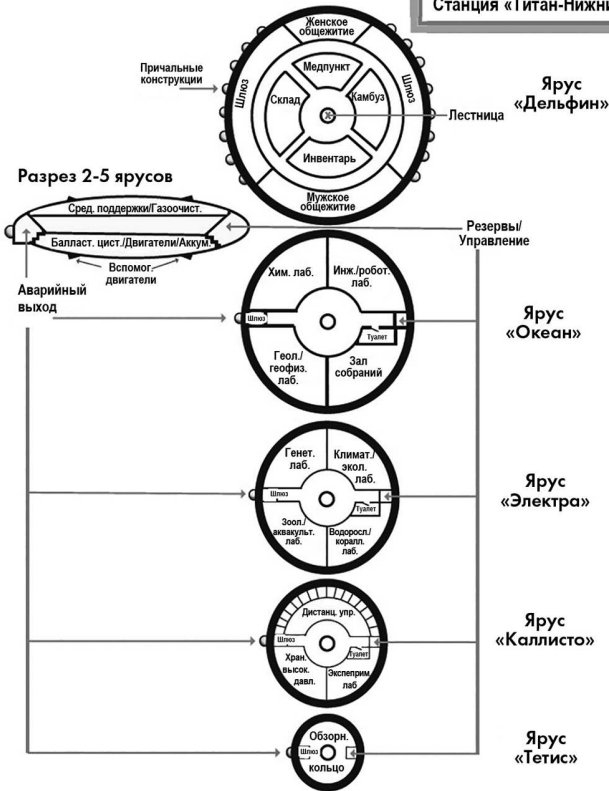 Станция «Титан-Нижни
Женское
общежитие
Причальные
конструкции
Шлюз
Медпункт
Шлюз
Склад
Камбуз
Лестница
Инвентарь
Мужское
общежитие
Ярус
«Дельфин»
Разрез 2-5 ярусов
Сред. поддержки/Газоочист.
Балласт. цист./Двигатели/Аккум.
Вспомог.
двигатели
Резервы/
Управление
Аварийный
выход
Хим. лаб.
Инж./робот.
лаб.
Шлюз
Туалет
Геол./
геофиз.
лаб.
Зал
собраний
Ярус
«Океан»
Генет.
лаб.
Климат./
экол.
лаб.
Шлюз
Туалет
Зоол./
аквакульт.
лаб.
Водоросл./
коралл.
лаб.
Ярус
«Электра»
Дистанц. упр.
Шлюз
Туалет
Хран.
высок.
давл.
Экспеприм.
лаб
Ярус
«Каллисто»
Обзорн.
Шлюз
кольцо
Ярус
«Тетис»